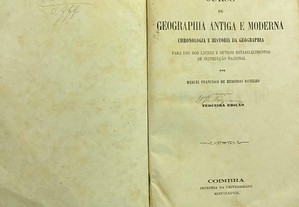 CURSO
DE
GEOGRAPHIA ANTIGA E MODERNA
CHRONOLOGIA E HISTORIA DA GEOGRAPHIA
PARA USO DOS LYCEUS E OUTROS ESTABELECIMENTOS
DE INSTRUCÇÃO NACIONAL
POR
MANUEL FRANCISCO DE MEDEIROS BOTELHO
TERCEIRA EDIÇÃO
COIMBRA
IMPRENSA DA UNIVERSIDADE